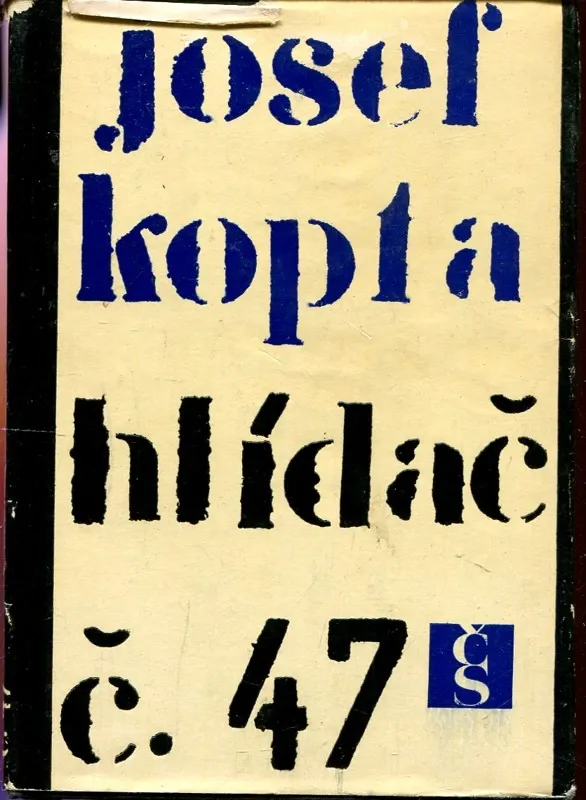 josef
kopta
hlídač
č. 47
čs